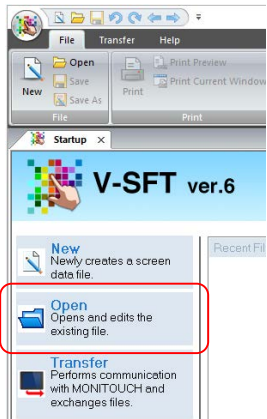 File Transfer Help
Open
Save
Save As
New
File
Print
Print Preview
Print Current Window
Print
Startup ×
V-SFT ver.6
New
Newly creates a screen
data file.
Open
Opens and edits the
existing file.
Transfer
Performs communication
with MONITOUCH and
exchanges files.
Recent Fil